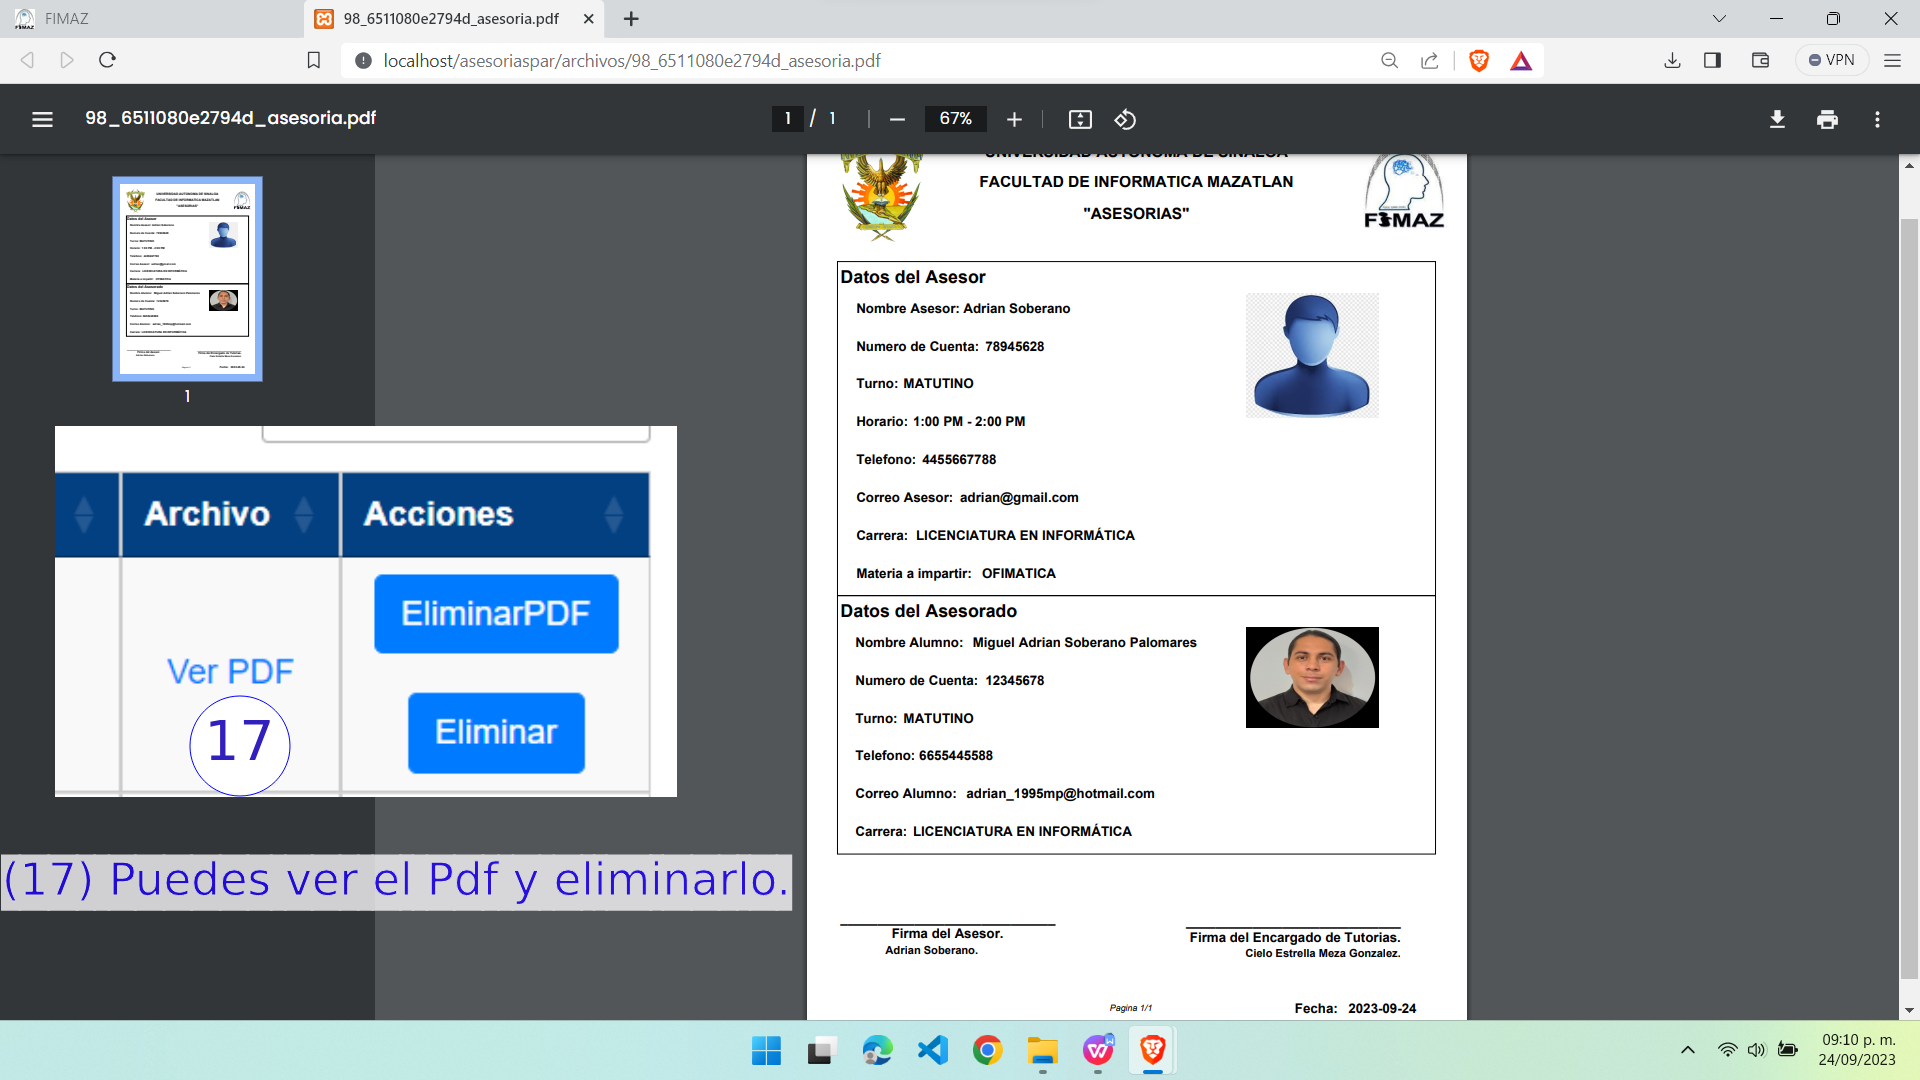 FIMAZ
98_6511080e2794d_asesoria.pdf
localhost/asesoriaspar/archivos/98_6511080e2794d_asesoria.pdf
VPN
98_6511080e2794d_asesoria.pdf
1 / 1
67%
UNIVERSIDAD AUTONOMA DE SINALOA
FACULTAD DE INFORMATICA MAZATLAN
"ASESORIAS"
FIMAZ
Datos del Asesor
Nombre Asesor: Adrian Soberano
Numero de Cuenta: 78945628
Turno: MATUTINO
Horario: 1:00 PM - 2:00 PM
Telefono: 4455667788
Correo Asesor: adrian@gmail.com
Carrera: LICENCIATURA EN INFORMÁTICA
Materia a impartir: OFIMATICA
Datos del Asesorado
Nombre Alumno: Miguel Adrian Soberano Palomares
Numero de Cuenta: 12345678
Turno: MATUTINO
Telefono: 6655445588
Correo Alumno: adrian_1995mp@hotmail.com
Carrera: LICENCIATURA EN INFORMÁTICA
Firma del Asesor.
Adrian Soberano.
Firma del Encargado de Tutorias.
Cielo Estrella Meza Gonzalez.
Pagina 1/1
Fecha: 2023-09-24
1
Archivo
Acciones
EliminarPDF
Ver PDF
17
Eliminar
(17) Puedes ver el Pdf y eliminarlo.
09:10 p. m.
24/09/2023